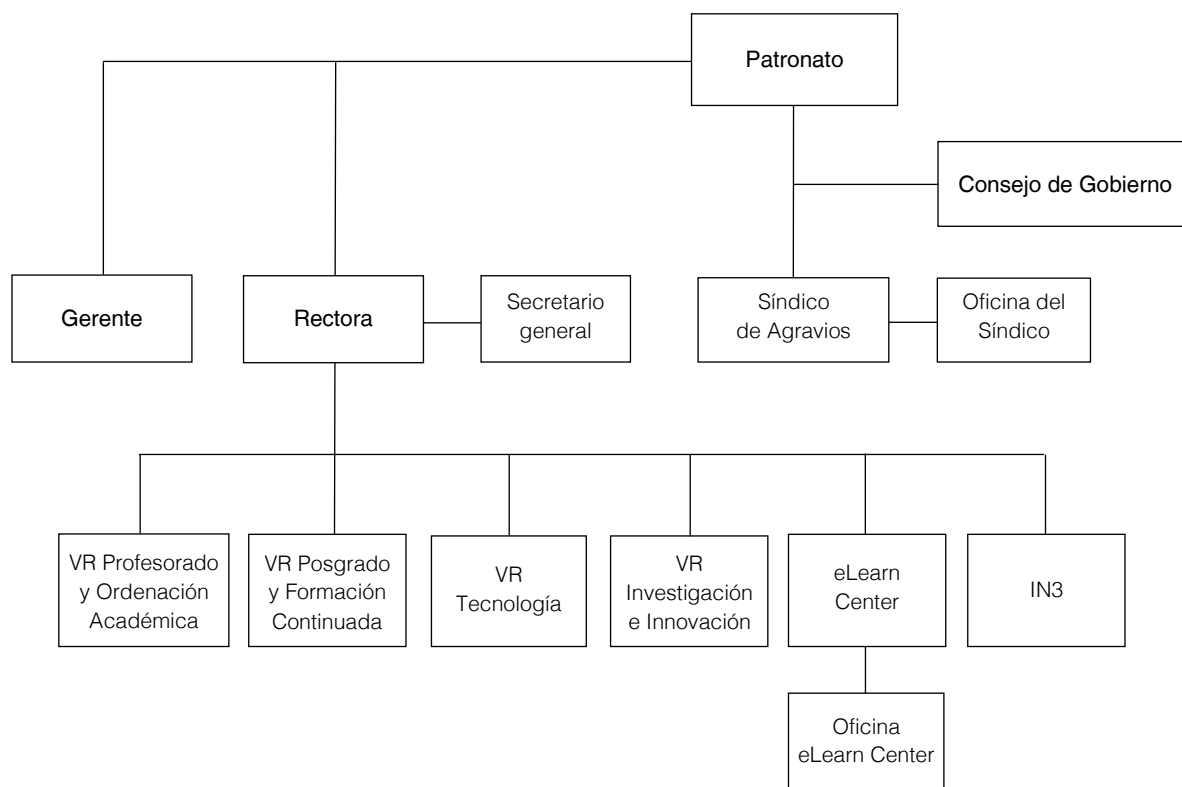 Patronato
Consejo de Gobierno
Gerente
Rectora
Secretario
general
Síndico
de Agravios
Oficina del
Síndico
VR Profesorado
y Ordenación
Académica
VR Posgrado
y Formación
Continuada
VR
Tecnología
VR
Investigación
e Innovación
eLearn
Center
IN3
Oficina
eLearn Center